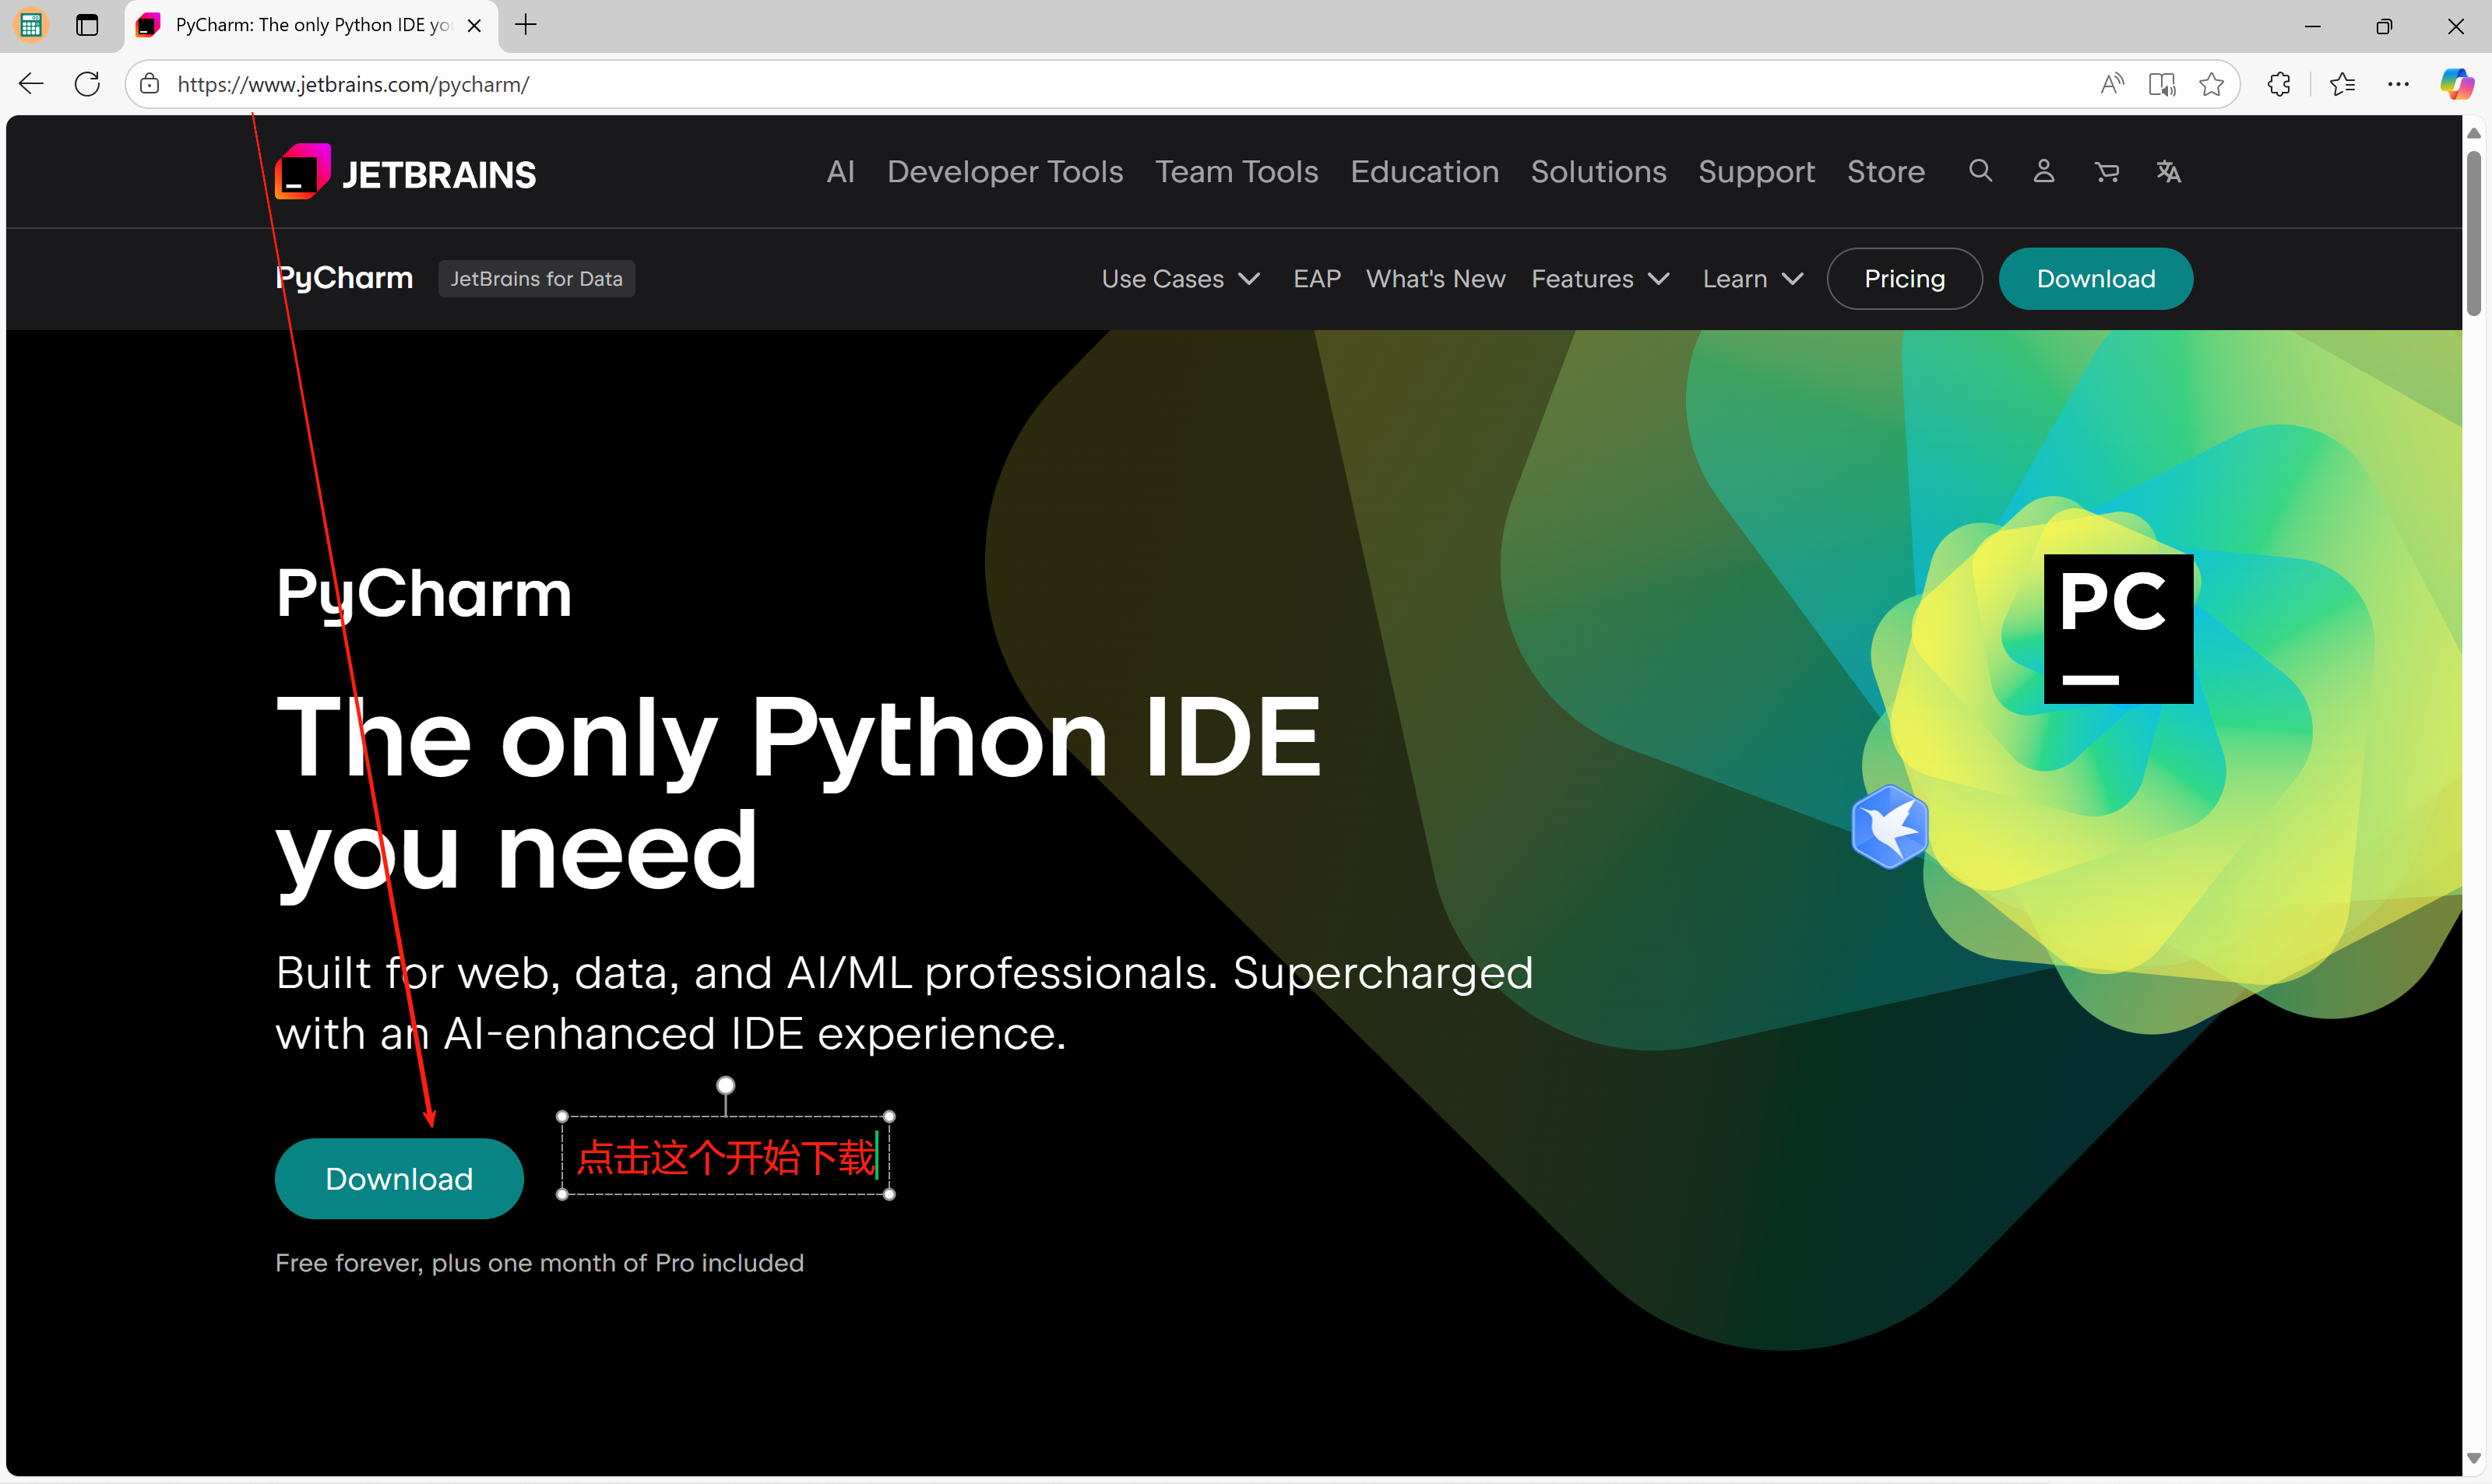 PyCharm: The only Python IDE yo
https://www.jetbrains.com/pycharm/
JETBRAINS
AI Developer Tools Team Tools Education Solutions Support Store
PyCharm JetBrains for Data Use Cases EAP What's New Features Learn Pricing Download
PyCharm
The only Python IDE
you need
PC
Built for web, data, and AI/ML professionals. Supercharged
with an AI-enhanced IDE experience.
点击这个开始下载
Download
Free forever, plus one month of Pro included